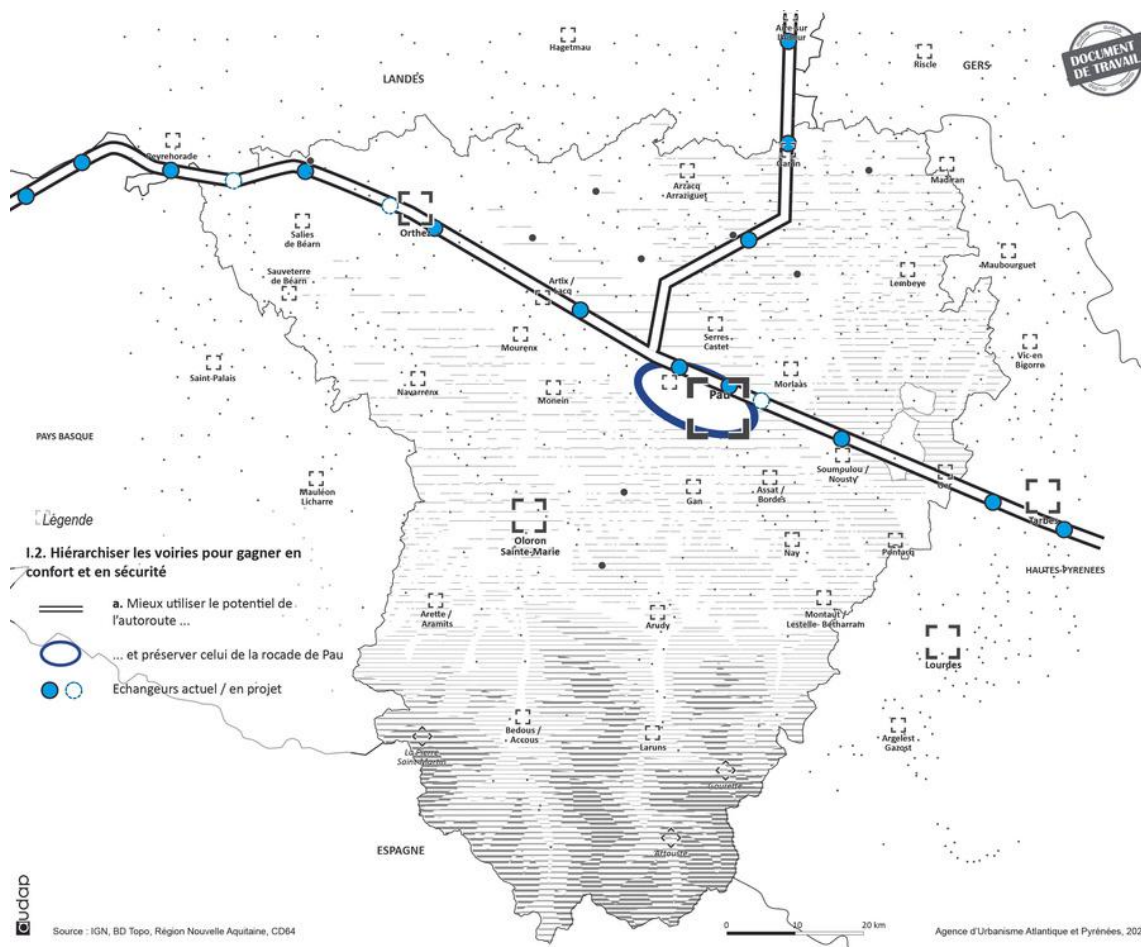 Aire-sur
Hagetmau
Riscle
GERS
DOCUMENT
DE TRAVAIL
LANDES
Peyrehorade
Garlin
Madiran
Arzacq
Arraziguet
Salies
de Béarn
Orthez
Maubourguet
Sauveterre
de Béarn
Artix /
Lacq
Lembeye
Serres
Castet
Mourenx
Vic-en
Bigorre
Saint-Palais
Navarrenx
Monein
Pau
Morlaàs
PAYS BASQUE
Soumpulou /
Nousty
Mauléon
Licharre
Gan
Assat /
Bordes
Ger
Tarbes
Oloron
Sainte-Marie
Nay
Pontacq
HAUTES-PYRENEES
Légende
I.2. Hiérarchiser les voiries pour gagner en
confort et en sécurité
a. Mieux utiliser le potentiel de
l'autoroute ...
... et préserver celui de la rocade de Pau
Echangeurs actuel / en projet
Arette /
Aramits
Arudy
Montaut /
Lestelle- Betharram
Lourdes
Bedous /
Accous
Laruns
Argelest
Gazost
La Pierre
Saint-Martin
Gourette
Artouste
ESPAGNE
audap
Source : IGN, BD Topo, Région Nouvelle Aquitaine, CD64
0 10 20 km
Agence d'Urbanisme Atlantique et Pyrénées, 202